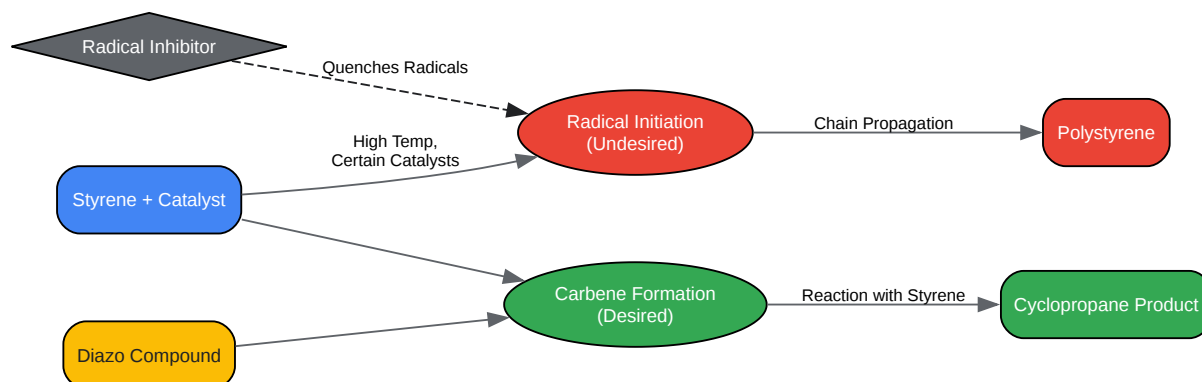 Radical Inhibitor
Quenches Radicals
Radical Initiation
(Undesired)
Chain Propagation
Polystyrene
High Temp,
Certain Catalysts
Styrene + Catalyst
Carbene Formation
(Desired)
Reaction with Styrene
Cyclopropane Product
Diazo Compound